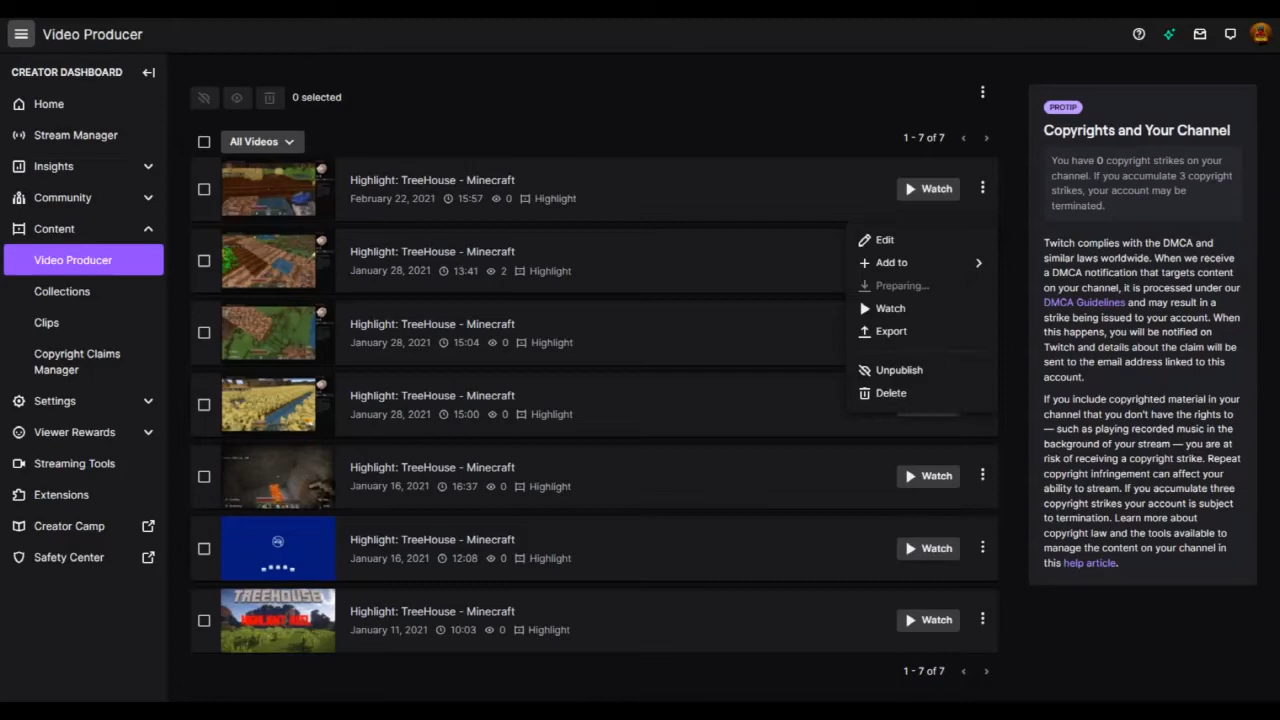 Video Producer
CREATOR DASHBOARD
Home
Stream Manager
Insights
Community
Content
Video Producer
Collections
Clips
Copyright Claims
Manager
Settings
Viewer Rewards
Streaming Tools
Extensions
Creator Camp
Safety Center
0 selected
All Videos
1 - 7 of 7
Highlight: TreeHouse - Minecraft
February 22, 2021 15:57 0 Highlight
Watch
Highlight: TreeHouse - Minecraft
January 28, 2021 13:41 2 Highlight
Highlight: TreeHouse - Minecraft
January 28, 2021 15:04 0 Highlight
Highlight: TreeHouse - Minecraft
January 28, 2021 15:00 0 Highlight
Edit
Add to
Preparing...
Watch
Export
Unpublish
Delete
Highlight: TreeHouse - Minecraft
January 16, 2021 16:37 0 Highlight
Watch
Highlight: TreeHouse - Minecraft
January 16, 2021 12:08 0 Highlight
Watch
TREEHOUSE
Highlight: TreeHouse - Minecraft
January 11, 2021 10:03 0 Highlight
Watch
1 - 7 of 7
PROTIP
Copyrights and Your Channel
You have 0 copyright strikes on your
channel. If you accumulate 3 copyright
strikes, your account may be
terminated.
Twitch complies with the DMCA and
similar laws worldwide. When we receive
a DMCA notification that targets content
on your channel, it is processed under our
DMCA Guidelines and may result in a
strike being issued to your account. When
this happens, you will be notified on
Twitch and details about the claim will be
sent to the email address linked to this
account.
If you include copyrighted material in your
channel that you don't have the rights to
— such as playing recorded music in the
background of your stream — you are at
risk of receiving a copyright strike. Repeat
copyright infringement can affect your
ability to stream. If you accumulate three
copyright strikes your account is subject
to termination. Learn more about
copyright law and the tools available to
manage the content on your channel in
this help article.